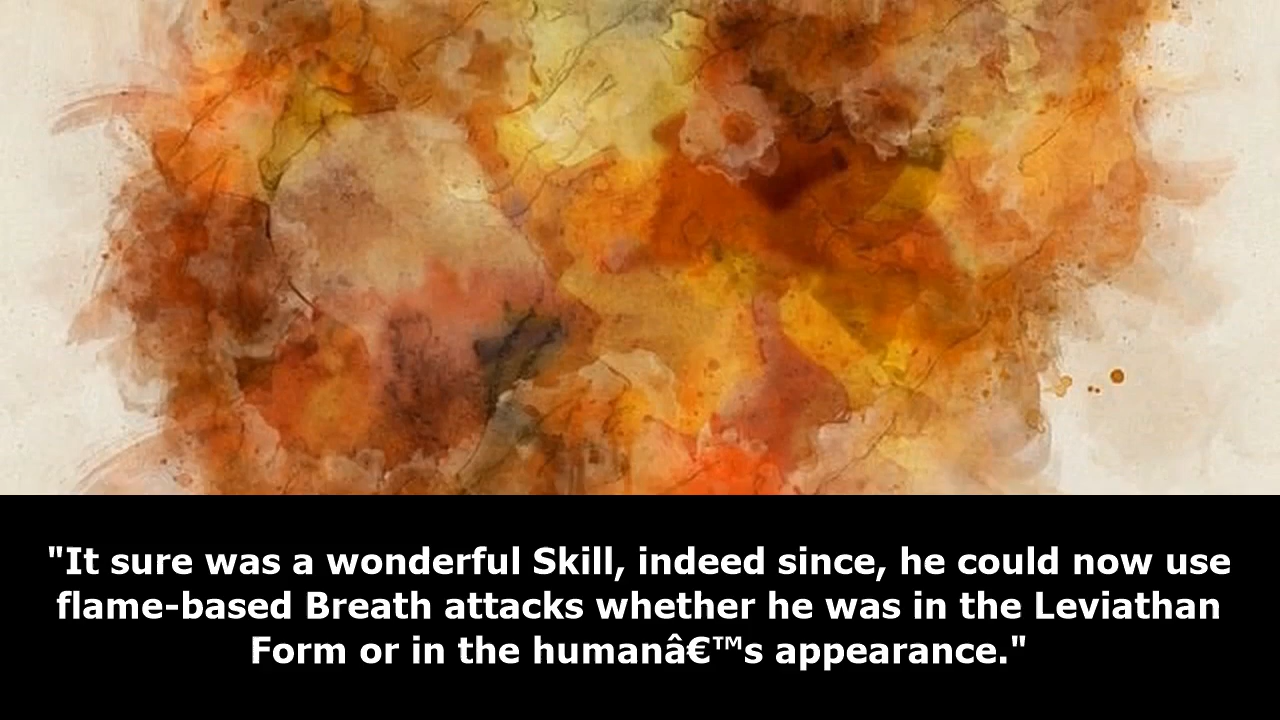 "It sure was a wonderful Skill, indeed since, he could now use
flame-based Breath attacks whether he was in the Leviathan
Form or in the humanâ€™s appearance."